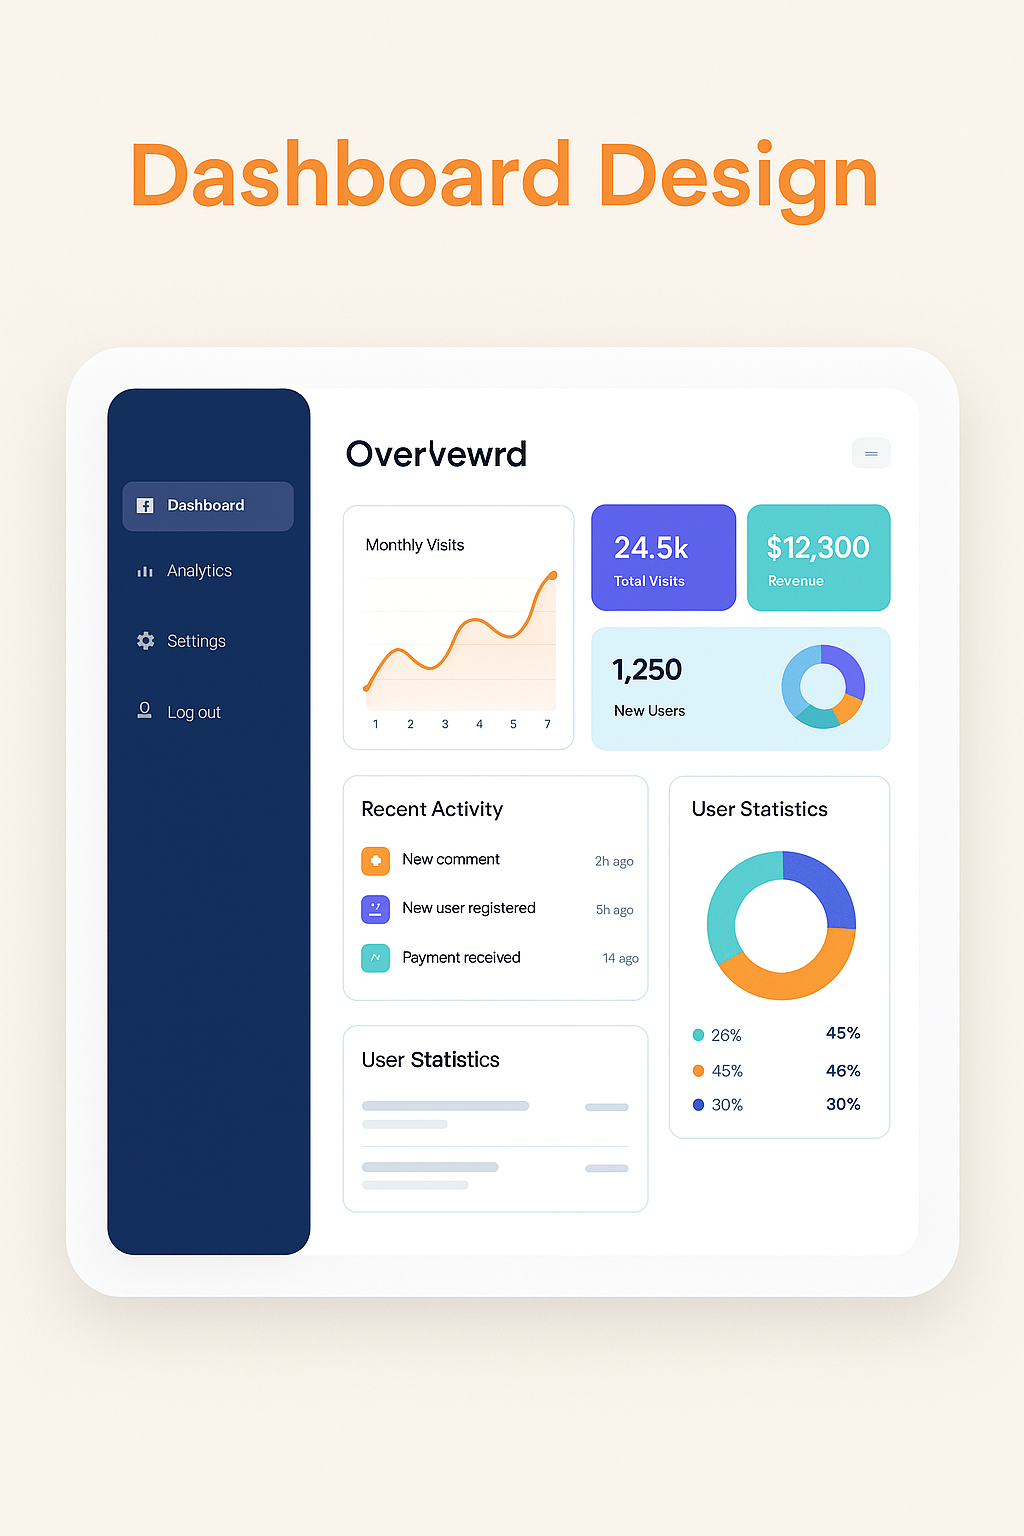 Dashboard Design
Dashboard
Analytics
Settings
Log out
Overvewrd
Monthly Visits
1 2 3 4 5 7
24.5k
Total Visits
$12,300
Revenue
1,250
New Users
Recent Activity
New comment 2h ago
New user registered 5h ago
Payment received 14 ago
User Statistics
User Statistics
26% 45%
45% 46%
30% 30%